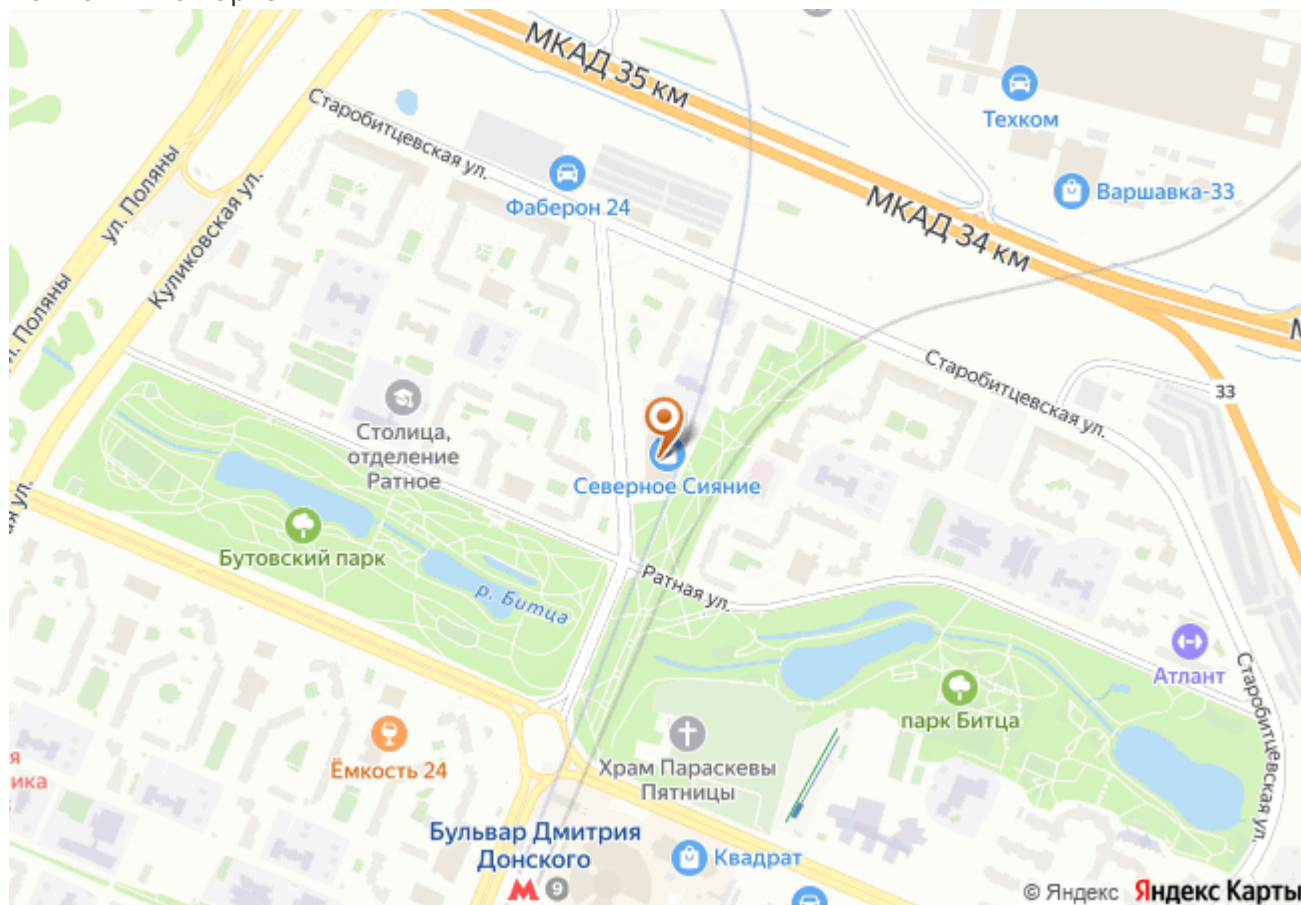 МКАД 35 км
Старобитцевская ул.
Техком
Варшавка-33
Фаберон 24
ул. Поляны
Куликовская ул.
МКАД 34 км
Поляны
Старобитцевская ул.
33
Столица,
отделение
Ратное
Северное Сияние
Бутовский парк
р. Битца
Ратная ул.
Атлант
парк Битца
Старобитцевская ул.
Храм Параскевы
Пятницы
Ёмкость 24
Бульвар Дмитрия
Донского
9
Квадрат
© Яндекс Яндекс Карты